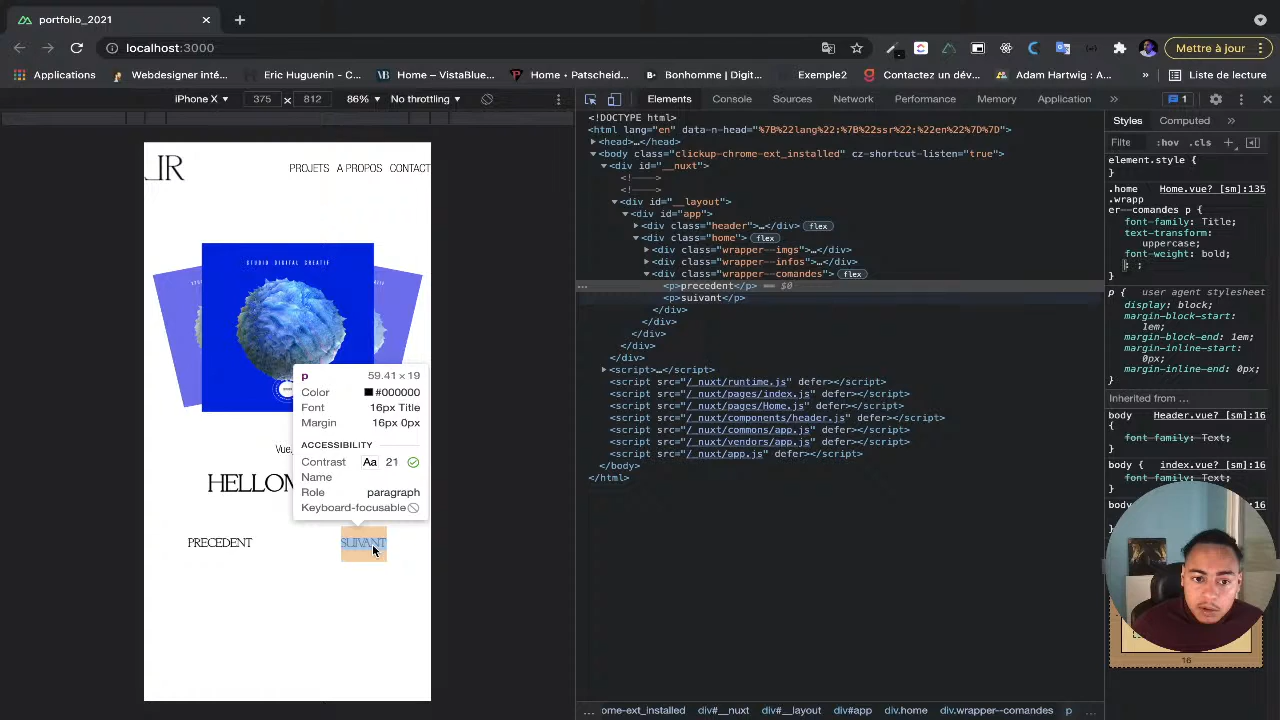 portfolio_2021
localhost:3000
Mettre à jour
Applications
Webdesigner inté...
Eric Huguenin - C...
Home – VistaBlue...
Home • Patscheid...
Bonhomme | Digit...
Exemple2
Contactez un dév...
Adam Hartwig : A...
»
Liste de lecture
iPhone X ▾ 375 × 812 86% ▾ No throttling ▾
Elements Console Sources Network Performance Memory Application » 1
LR
PROJETS A PROPOS CONTACT
STUDIO DIGITAL CREATIF
p 59.41 × 19
Color #000000
Font 16px Title
Margin 16px 0px
ACCESSIBILITY
Contrast Aa 21
Name
Role paragraph
Keyboard-focusable
Vue.
HELLOM
PRECEDENT
SUIVANT
<!DOCTYPE html>
<html lang="en" data-n-head="%7B%22lang%22:%7B%22ssr%22:%22en%22%7D%7D">
<head>…</head>
<body class="clickup-chrome-ext_installed" cz-shortcut-listen="true">
<div id="__nuxt">
<!---->
<!---->
<div id="__layout">
<div id="app">
<header>…</div> flex
<div class="home"> flex
<div class="wrapper--imgs">…</div>
<div class="wrapper--infos">…</div>
<div class="wrapper--comandes"> flex
<p>precedent</p> == $0
<p>suivant</p>
</div>
</div>
</div>
</div>
</div>
<script>…</script>
<script src="/_nuxt/runtime.js" defer></script>
<script src="/_nuxt/pages/index.js" defer></script>
<script src="/_nuxt/pages/Home.js" defer></script>
<script src="/_nuxt/components/header.js" defer></script>
<script src="/_nuxt/commons/app.js" defer></script>
<script src="/_nuxt/vendors/app.js" defer></script>
<script src="/_nuxt/app.js" defer></script>
</body>
</html>
... ome-ext_installed div#__nuxt div#__layout div#app div.home div.wrapper--comandes p ...
Styles Computed »
Filte :hov .cls +
element.style {
}
.home Home.vue? [sm]:135
.wrapp
er--comandes p {
font-family: Title;
text-transform:
uppercase;
font-weight: bold;
: ;
}
p { user agent stylesheet
display: block;
margin-block-start:
1em;
margin-block-end: 1em;
margin-inline-start:
0px;
margin-inline-end: 0px;
}
Inherited from ...
body Header.vue? [sm]:16
{
font family: Text;
}
body { index.vue? [sm]:16
font family: Text;
}
body
16